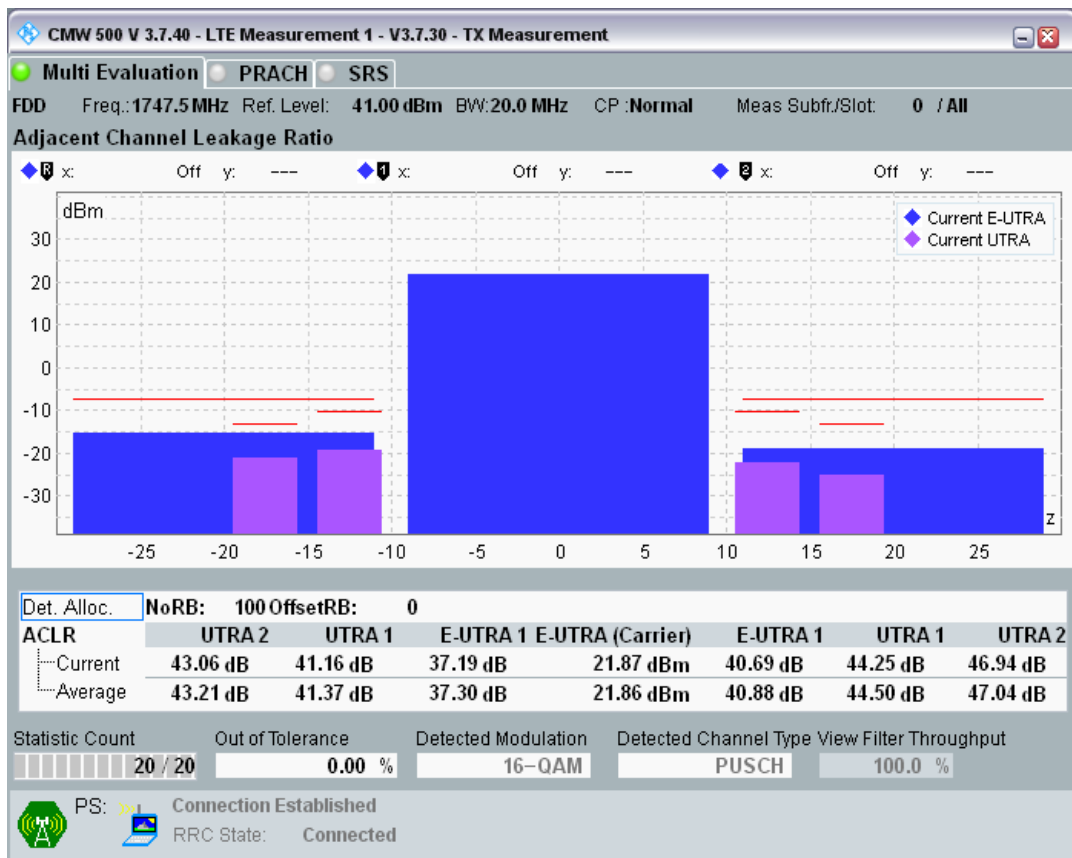 CMW 500 V 3.7.40 - LTE Measurement 1 - V3.7.30 - TX Measurement
Multi Evaluation PRACH SRS
FDD Freq.: 1747.5 MHz Ref. Level: 41.00 dBm BW: 20.0 MHz CP : Normal Meas Subfr./Slot: 0 / All
Adjacent Channel Leakage Ratio
R x: Off y: --- 1 x: Off y: --- 2 x: Off y: ---
dBm
Current E-UTRA
Current UTRA
30
20
10
0
-10
-20
-30
z
-25 -20 -15 -10 -5 0 5 10 15 20 25
Det. Alloc. NoRB: 100 OffsetRB: 0
ACLR UTRA 2 UTRA 1 E-UTRA 1 E-UTRA (Carrier) E-UTRA 1 UTRA 1 UTRA 2
Current 43.06 dB 41.16 dB 37.19 dB 21.87 dBm 40.69 dB 44.25 dB 46.94 dB
Average 43.21 dB 41.37 dB 37.30 dB 21.86 dBm 40.88 dB 44.50 dB 47.04 dB
Statistic Count Out of Tolerance Detected Modulation Detected Channel Type View Filter Throughput
20 / 20 0.00 % 16-QAM PUSCH 100.0 %
PS: Connection Established
RRC State: Connected